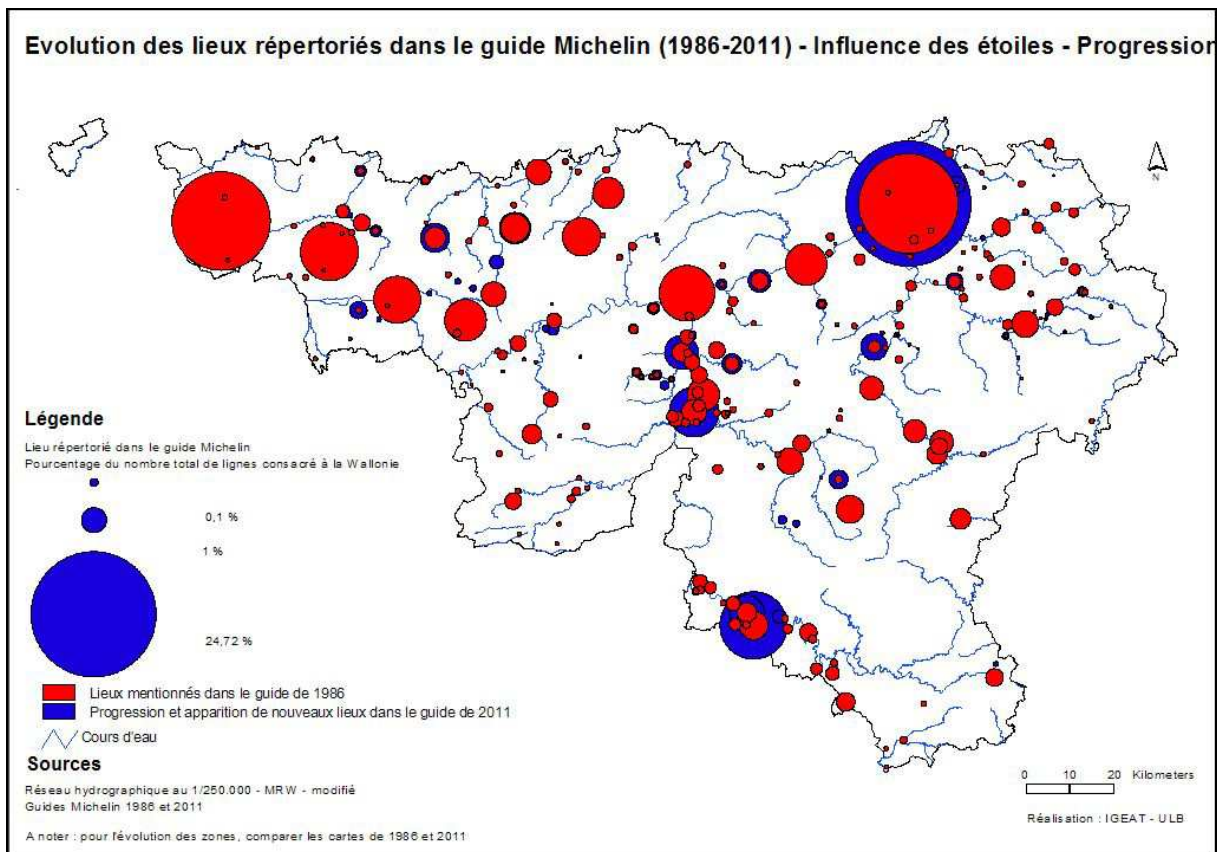 Evolution des lieux répertoriés dans le guide Michelin (1986-2011) - Influence des étoiles - Progression
N
Légende
Lieu répertorié dans le guide Michelin
Pourcentage du nombre total de lignes consacré à la Wallonie
0,1 %
1 %
24,72 %
Lieux mentionnés dans le guide de 1986
Progression et apparition de nouveaux lieux dans le guide de 2011
Cours d'eau
Sources
Réseau hydrographique au 1/250.000 - MRW - modifié
Guides Michelin 1986 et 2011
A noter : pour l'évolution des zones, comparer les cartes de 1986 et 2011
0 10 20 Kilometers
Réalisation : IGEAT - ULB